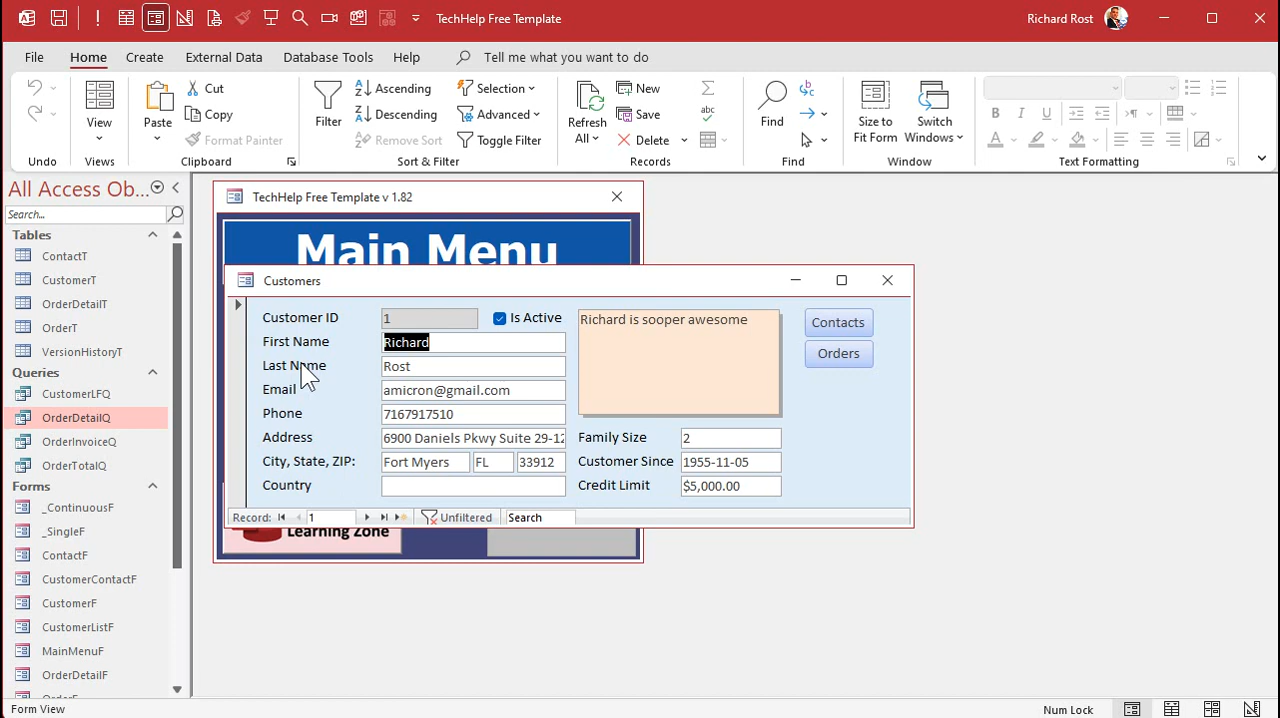 TechHelp Free Template
Richard Rost
File
Home
Create
External Data
Database Tools
Help
Tell me what you want to do
Undo
View
Views
Paste
Cut
Copy
Format Painter
Clipboard
Filter
Ascending
Descending
Remove Sort
Selection
Advanced
Toggle Filter
Sort & Filter
Refresh
All
New
Save
Delete
Records
Find
Find
Size to
Fit Form
Switch
Windows
Window
B I U
Text Formatting
All Access Ob...
Search...
Tables
ContactT
CustomerT
OrderDetailT
OrderT
VersionHistoryT
Queries
CustomerLFQ
OrderDetailQ
OrderInvoiceQ
OrderTotalQ
Forms
_ContinuousF
_SingleF
ContactF
CustomerContactF
CustomerF
CustomerListF
MainMenuF
OrderDetailF
OrderF
TechHelp Free Template v 1.82
Main Menu
Customers
Customer ID 1 Is Active
First Name Richard
Last Name Rost
Email amicron@gmail.com
Phone 7167917510
Address 6900 Daniels Pkwy Suite 29-12
City, State, ZIP: Fort Myers FL 33912
Country
Richard is sooper awesome
Contacts
Orders
Family Size 2
Customer Since 1955-11-05
Credit Limit $5,000.00
Record: 1 Unfiltered Search
Learning Zone
Form View
Num Lock